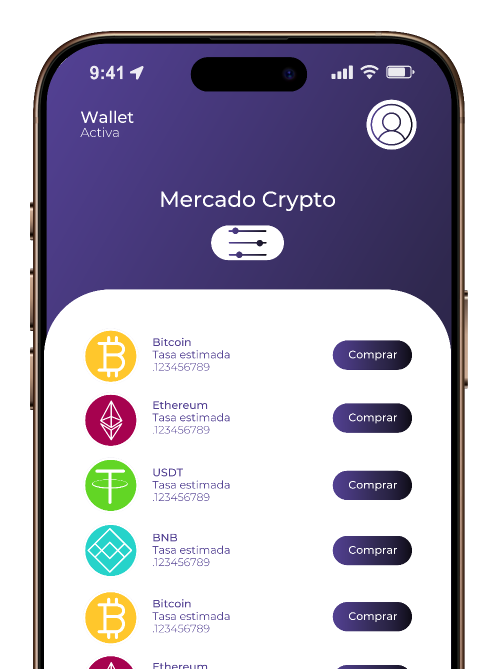 9:41
Wallet
Activa
Mercado Crypto
Bitcoin
Tasa estimada
.123456789
Comprar
Ethereum
Tasa estimada
.123456789
Comprar
USDT
Tasa estimada
.123456789
Comprar
BNB
Tasa estimada
.123456789
Comprar
Bitcoin
Tasa estimada
.123456789
Comprar
Ethereum